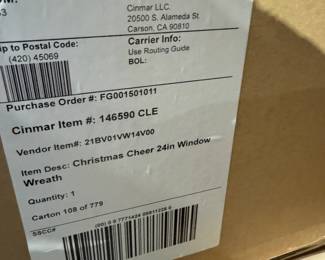 Cinmar LLC.
20500 S. Alameda St.
Carson, CA 90810
to Postal Code:
(420) 45069
Carrier Info:
Use Routing Guide
BOL:
Purchase Order #: FG001501011
Cinmar Item #: 146590 CLE
Vendor Item#: 21BV01VW14V00
Item Desc: Christmas Cheer 24in Window
Wreath
Quantity: 1
Carton 108 of 779
SSCC#